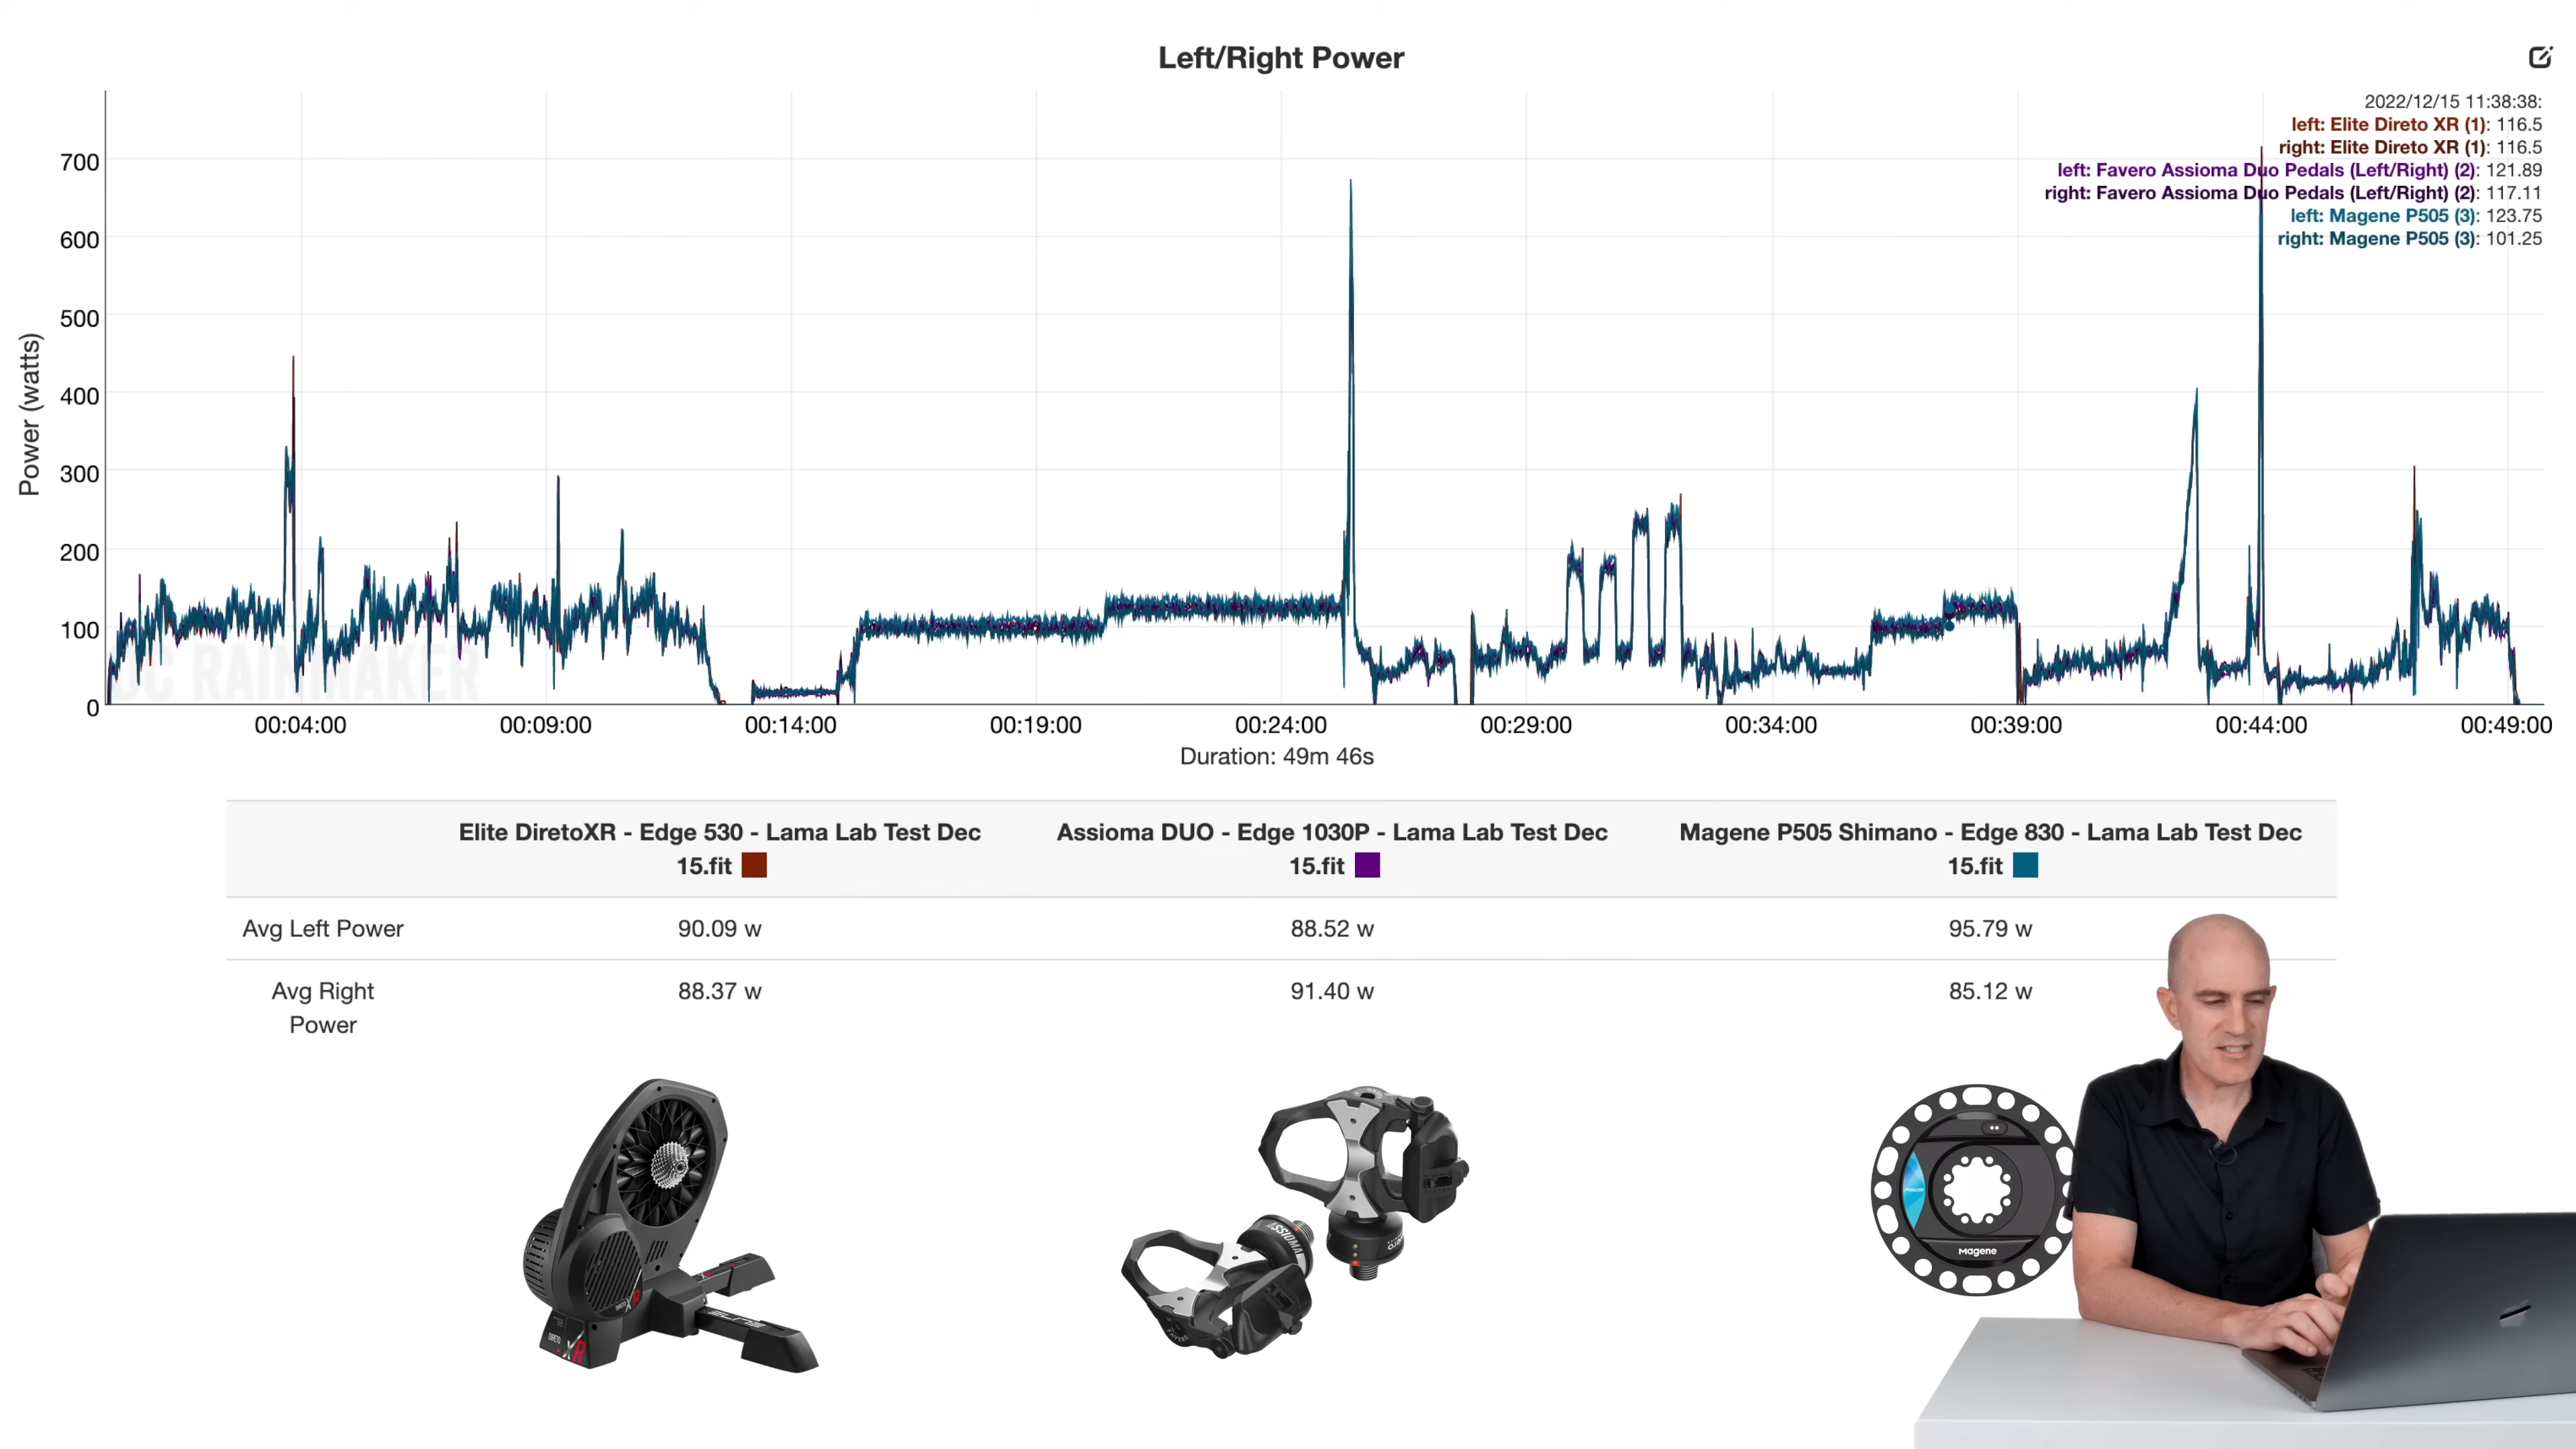 Left/Right Power
2022/12/15 11:38:38:
left: Elite Direto XR (1): 116.5
right: Elite Direto XR (1): 116.5
left: Favero Assioma Duo Pedals (Left/Right) (2): 121.89
right: Favero Assioma Duo Pedals (Left/Right) (2): 117.11
left: Magene P505 (3): 123.75
right: Magene P505 (3): 101.25
Power (watts)
700
600
500
400
300
200
100
0
DC RAINMAKER
00:04:00 00:09:00 00:14:00 00:19:00 00:24:00 00:29:00 00:34:00 00:39:00 00:44:00 00:49:00
Duration: 49m 46s
Elite DiretoXR - Edge 530 - Lama Lab Test Dec
15.fit
Assioma DUO - Edge 1030P - Lama Lab Test Dec
15.fit
Magene P505 Shimano - Edge 830 - Lama Lab Test Dec
15.fit
Avg Left Power 90.09 w 88.52 w 95.79 w
Avg Right
Power
88.37 w 91.40 w 85.12 w
XR
ASSIOMA
Magene